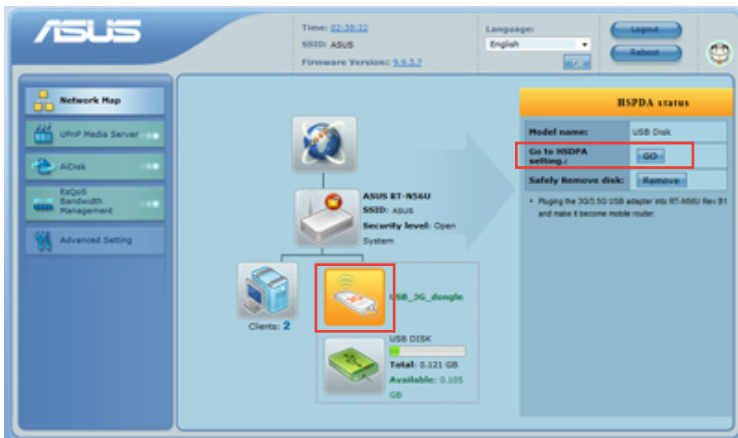 ASUS
Time: 02:38:22
SSID: ASUS
Firmware Version: 9.9.3.7
Language:
English
Logout
Reboot
Network Map
UPnP Media Server
AiDisk
EzQoS
Bandwidth
Management
Advanced Setting
ASUS RT-N56U
SSID: ASUS
Security level: Open
System
Clients: 2
USB_3G_dongle
USB DISK
Total: 0.121 GB
Available: 0.105
GB
HSPDA status
Model name: USB Disk
Go to HSDPA
setting.: GO
Safely Remove disk: Remove
• Pluging the 3G/3.5G USB adapter into RT-N56U Rev.B1
and make it become mobile router.